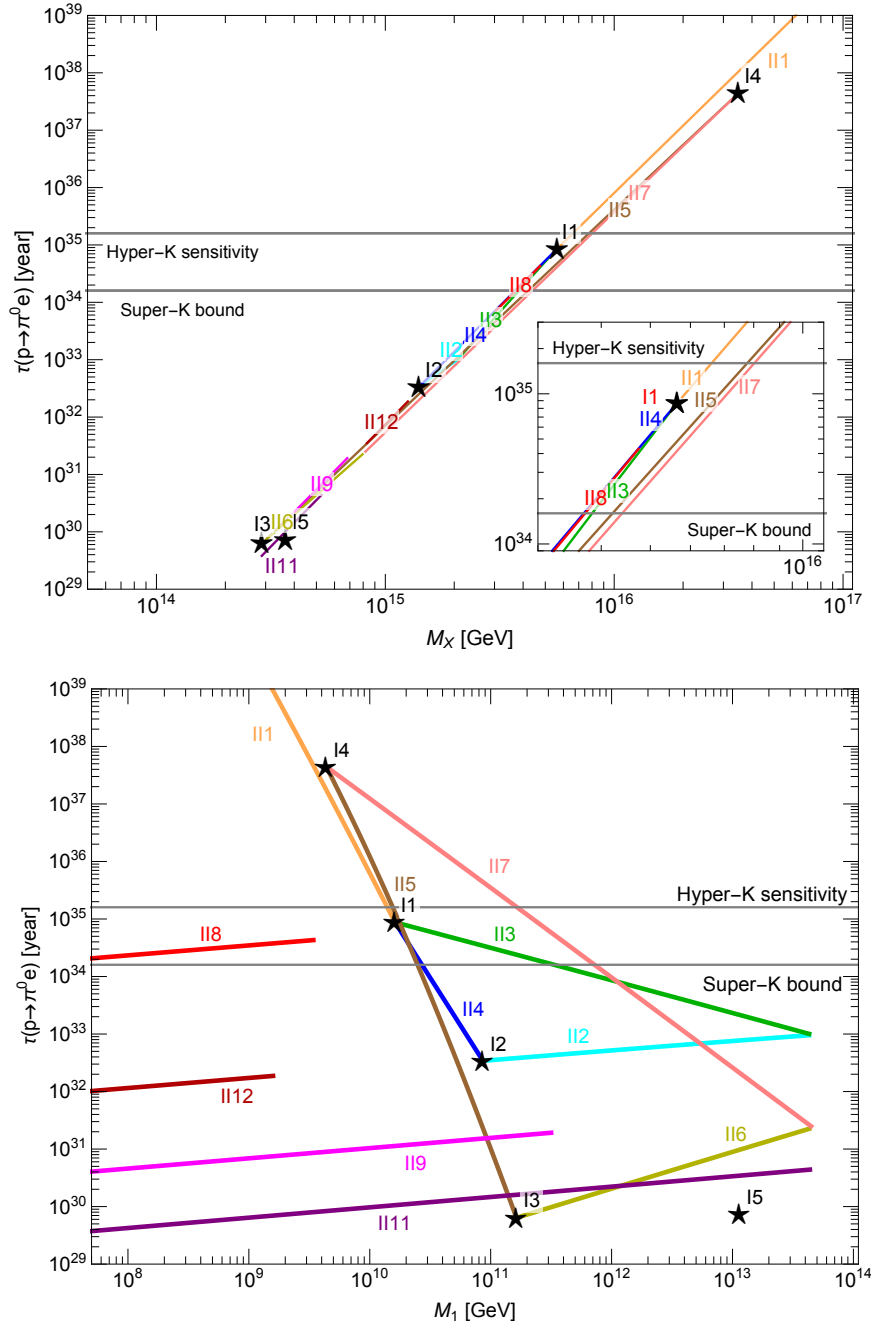 10^39
10^38
10^37
10^36
10^35
10^34
10^33
10^32
10^31
10^30
10^29
τ(p→π^0e) [year]
II1
I4
II7
II5
I1
Hyper-K sensitivity
II8
Super-K bound
II3
II4
II2
I2
II12
II9
I3 II6 I5
II11
Hyper-K sensitivity
10^35
II1
I1
II5
II7
II4
II3
II8
Super-K bound
10^34
10^16
10^14 10^15 10^16 10^17
M_X [GeV]
10^39
10^38
10^37
10^36
10^35
10^34
10^33
10^32
10^31
10^30
10^29
τ(p→π^0e) [year]
II1
I4
II7
II5
Hyper-K sensitivity
I1
II8
II3
Super-K bound
II4
I2
II2
II12
II6
II9
I3
I5
II11
10^8 10^9 10^10 10^11 10^12 10^13 10^14
M_1 [GeV]